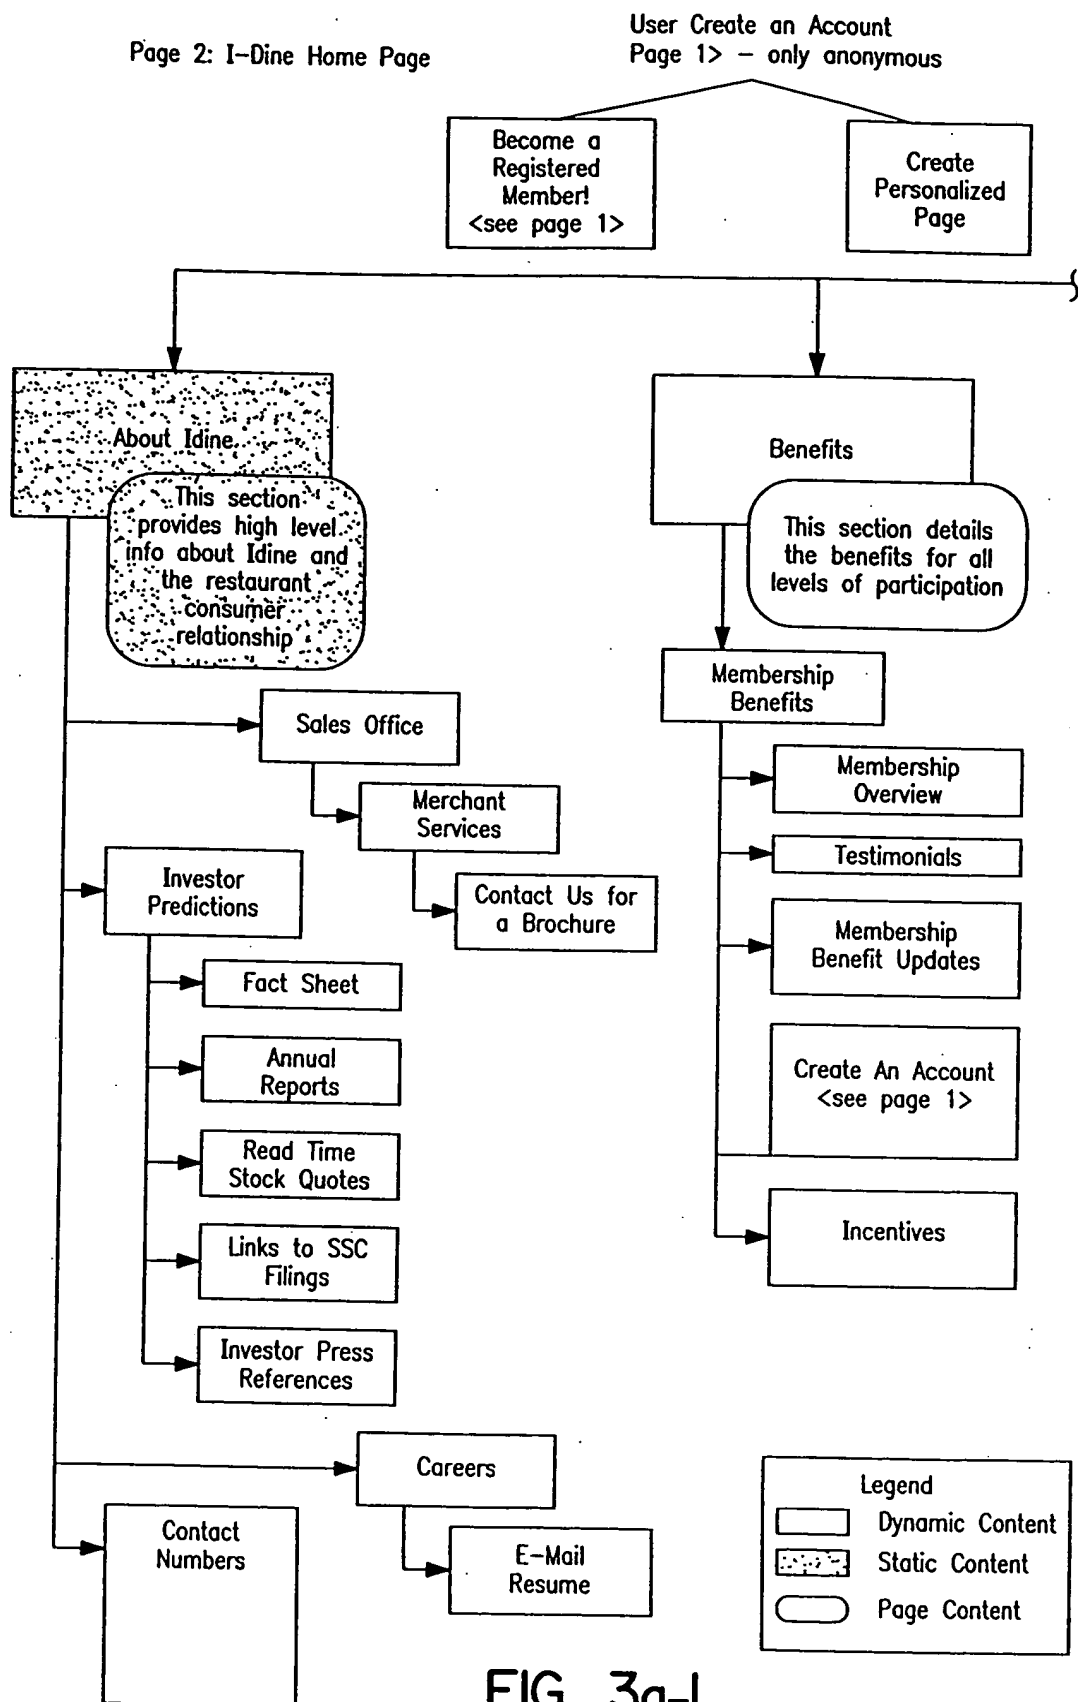 Page 2: I-Dine Home Page
User Create an Account
Page 1> - only anonymous
Become a
Registered
Member!
<see page 1>
Create
Personalized
Page
About Idine
This section
provides high level
info about Idine and
the restaurant
consumer
relationship
Benefits
This section details
the benefits for all
levels of participation
Sales Office
Merchant
Services
Contact Us for
a Brochure
Investor
Predictions
Fact Sheet
Annual
Reports
Read Time
Stock Quotes
Links to SSC
Filings
Investor Press
References
Careers
E-Mail
Resume
Contact
Numbers
Membership
Benefits
Membership
Overview
Testimonials
Membership
Benefit Updates
Create An Account
<see page 1>
Incentives
Legend
Dynamic Content
Static Content
Page Content
FIG. 3a-1